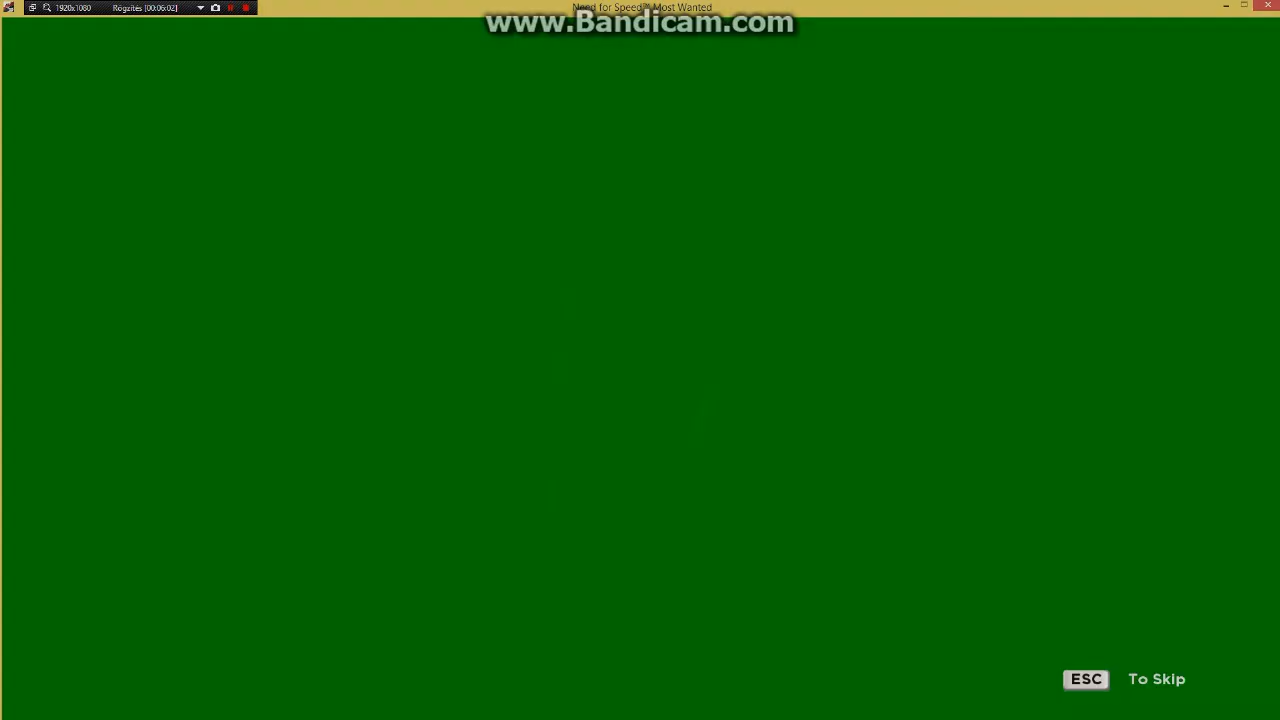 1920x1080 Rögzítés [00:06:02]
Need for Speed™ Most Wanted
www.Bandicam.com
ESC To Skip